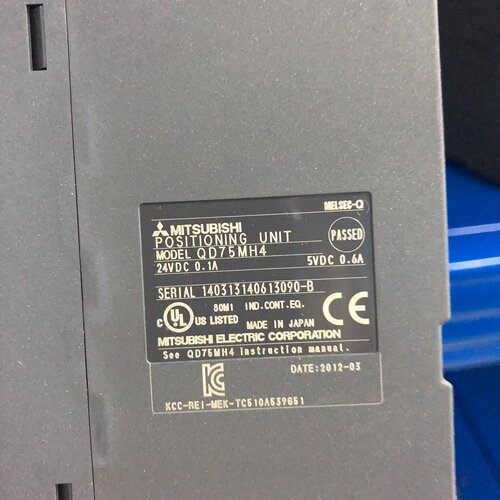 MELSEC-Q
MITSUBISHI
POSITIONING UNIT
PASSED
MODEL QD75MH4
24VDC 0.1A 5VDC 0.6A
SERIAL 140313140613090-B
80M1 IND.CONT.EQ.
C UL US LISTED MADE IN JAPAN CE
MITSUBISHI ELECTRIC CORPORATION
See QD75MH4 instruction manual.
DATE:2012-03
KCC-REI-MEK-TC510A639G51